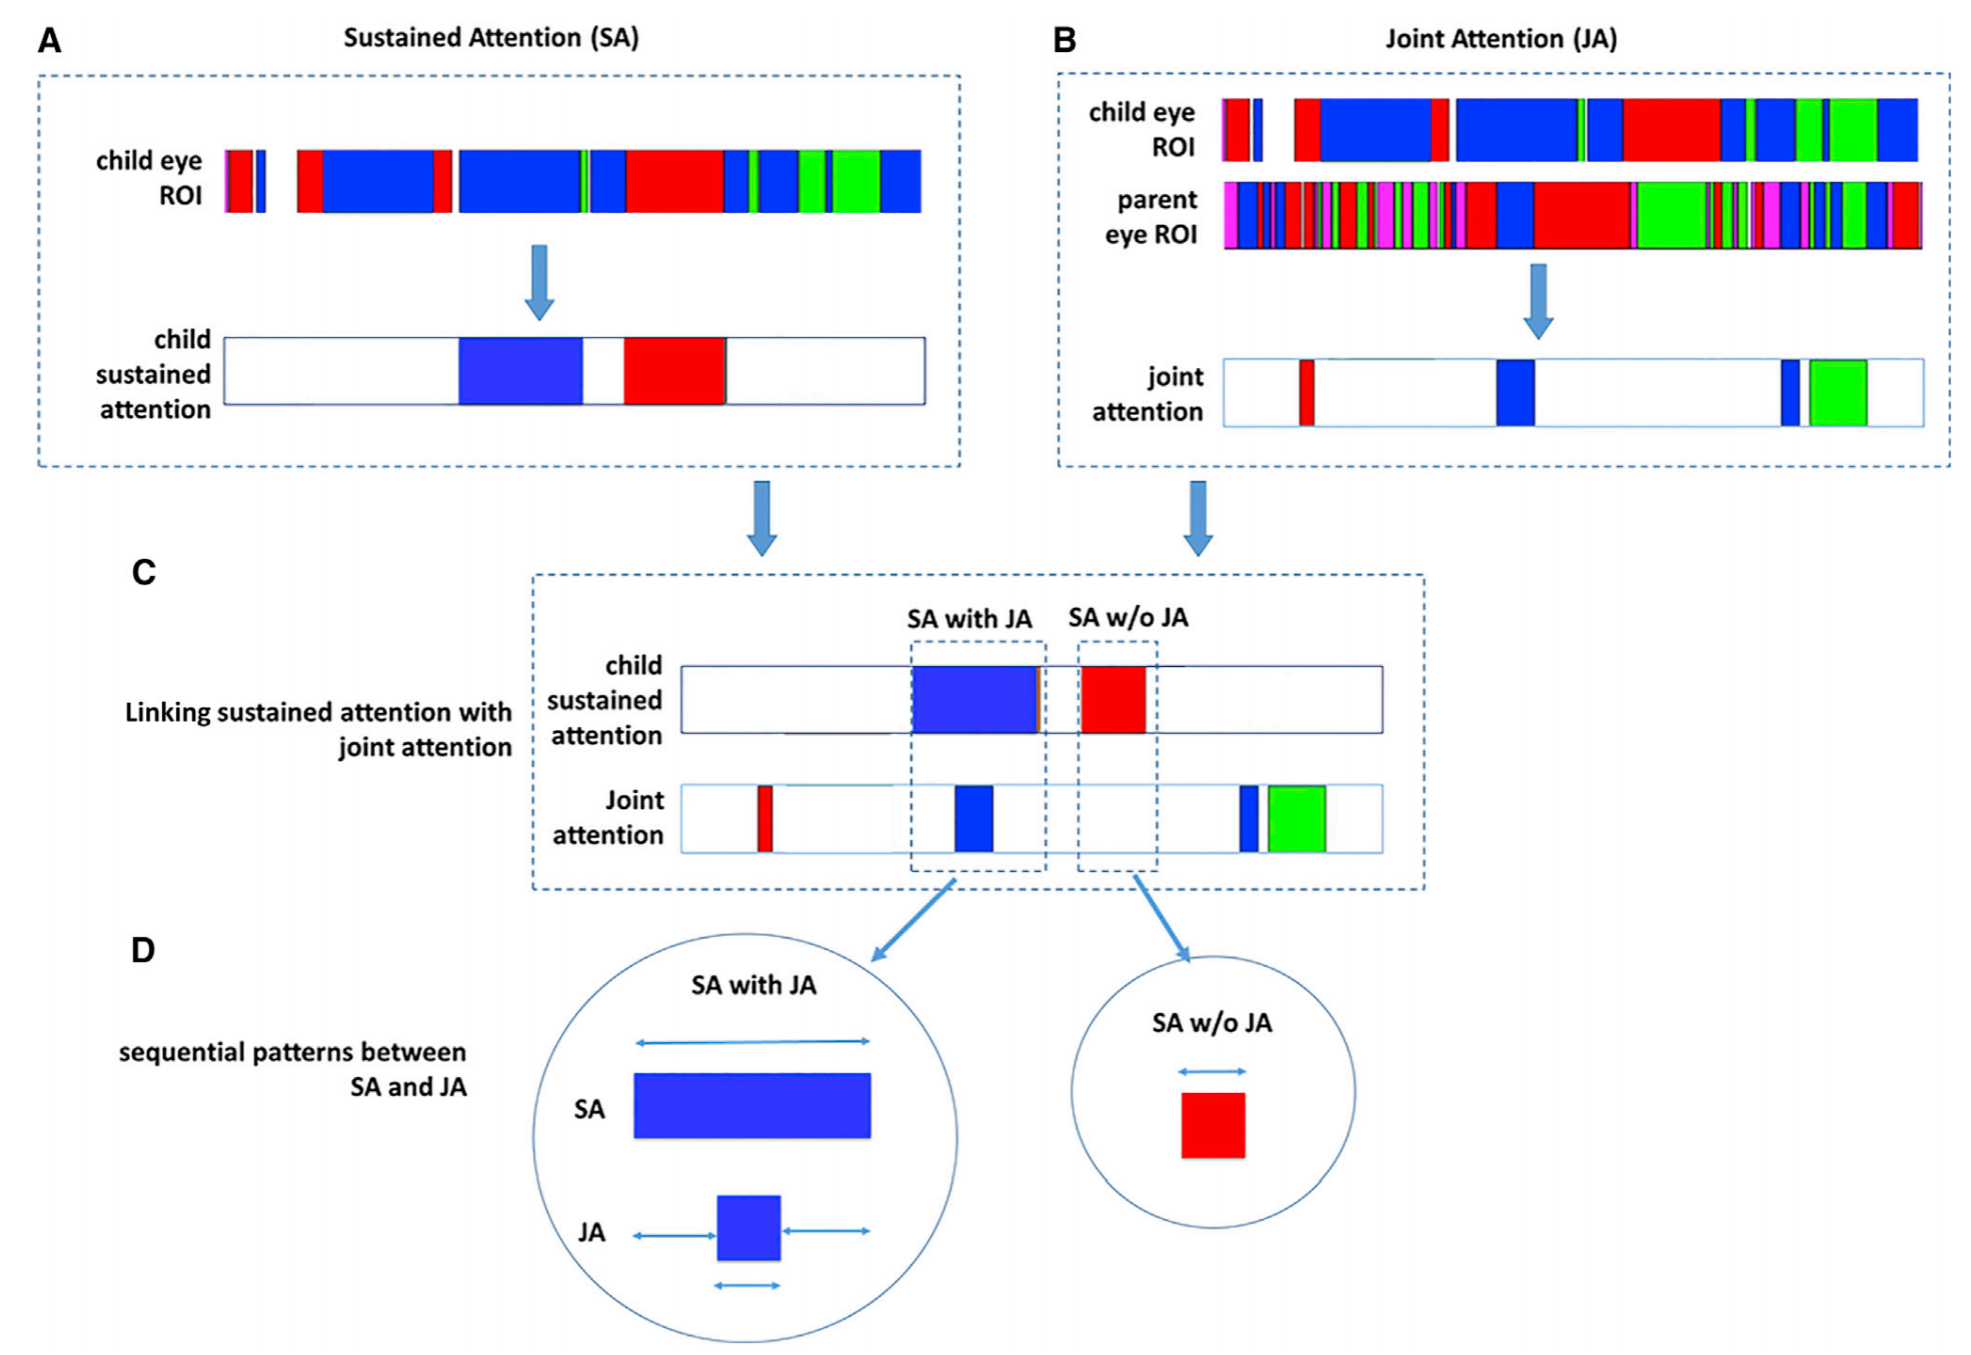 A
Sustained Attention (SA)
child eye
ROI
child
sustained
attention
B
Joint Attention (JA)
child eye
ROI
parent
eye ROI
joint
attention
C
Linking sustained attention with
joint attention
SA with JA
SA w/o JA
child
sustained
attention
Joint
attention
D
sequential patterns between
SA and JA
SA with JA
SA
JA
SA w/o JA